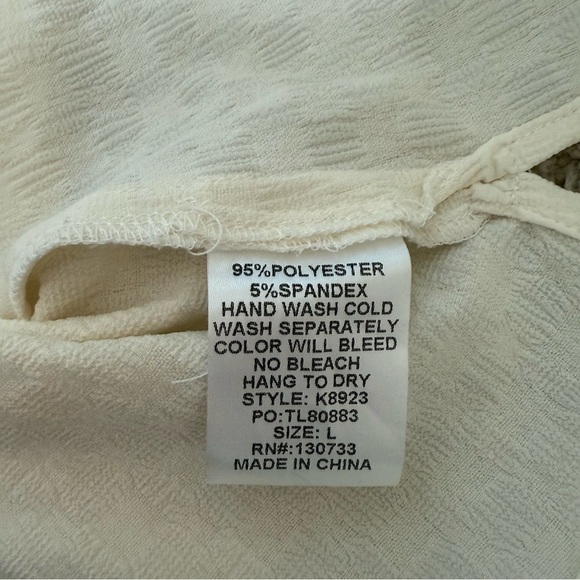 95%POLYESTER
5%SPANDEX
HAND WASH COLD
WASH SEPARATELY
COLOR WILL BLEED
NO BLEACH
HANG TO DRY
STYLE: K8923
PO:TL80883
SIZE: L
RN#:130733
MADE IN CHINA